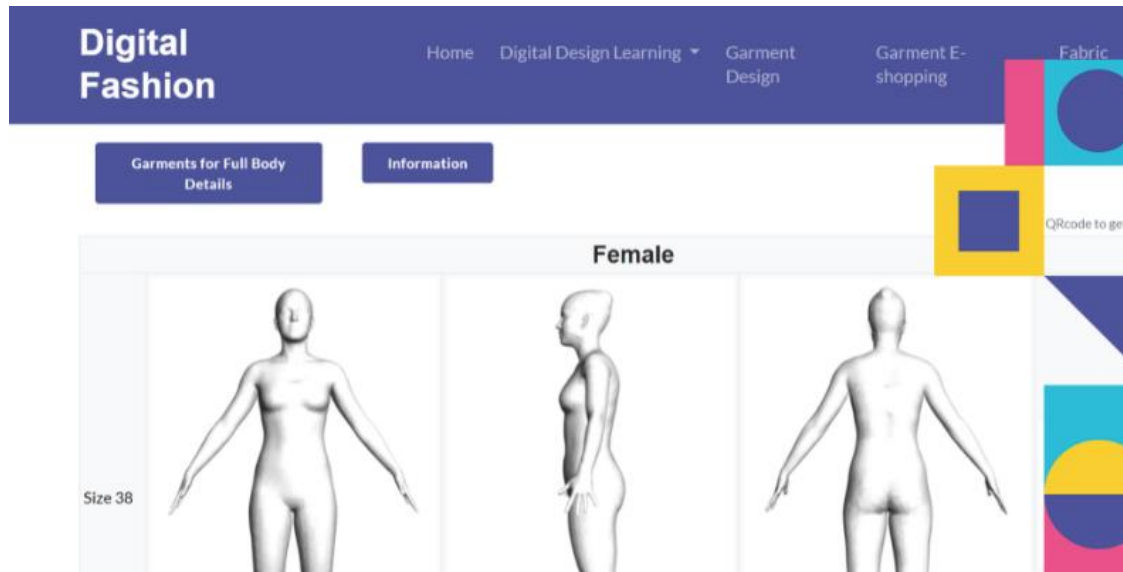 Digital
Fashion
Home
Digital Design Learning
Garment
Design
Garment E-
shopping
Fabric
Garments for Full Body
Details
Information
QRcode to ge
Female
Size 38